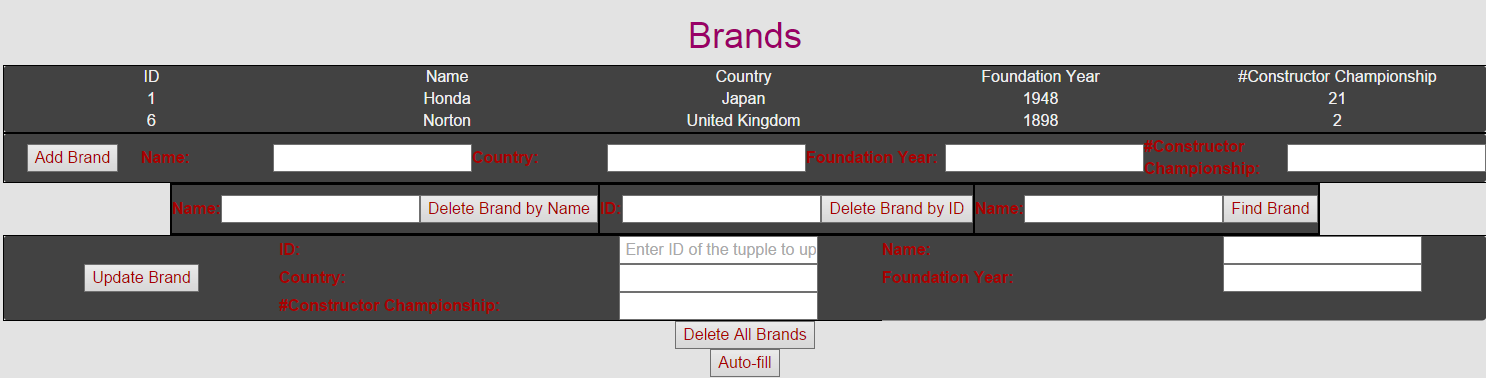 Brands
ID Name Country Foundation Year #Constructor Championship
1 Honda Japan 1948 21
6 Norton United Kingdom 1898 2
Add Brand Name: Country: Foundation Year: #Constructor Championship:
Name: Delete Brand by Name ID: Delete Brand by ID Name: Find Brand
ID: Enter ID of the tupple to up Name:
Update Brand Country: Foundation Year:
#Constructor Championship:
Delete All Brands
Auto-fill